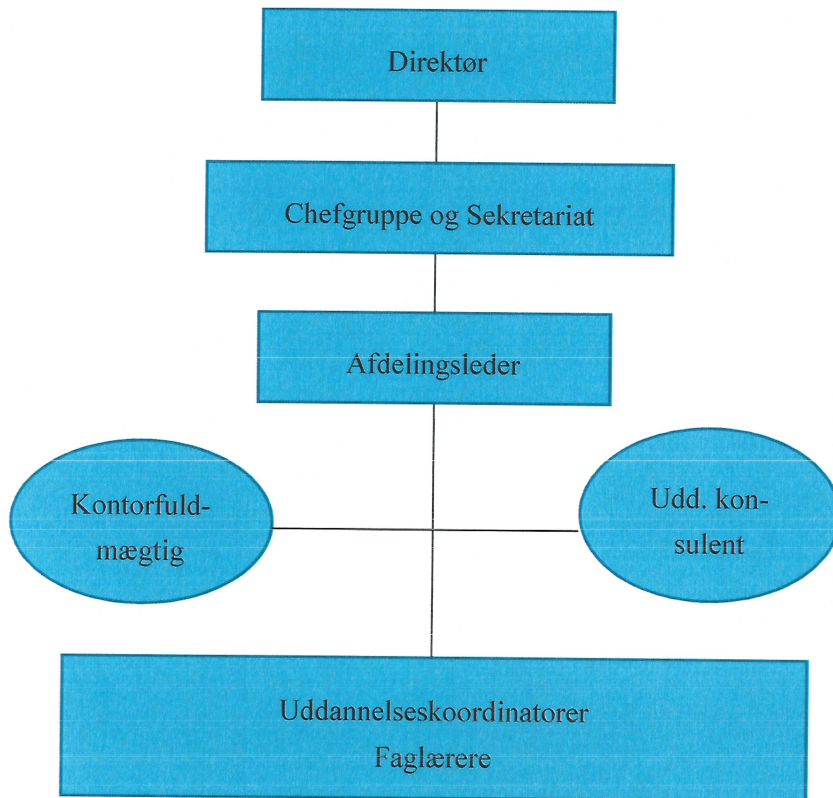 Direktør
Chefgruppe og Sekretariat
Afdelingsleder
Kontorfuld-
mægtig
Udd. kon-
sulent
Uddannelseskoordinatorer
Faglærere